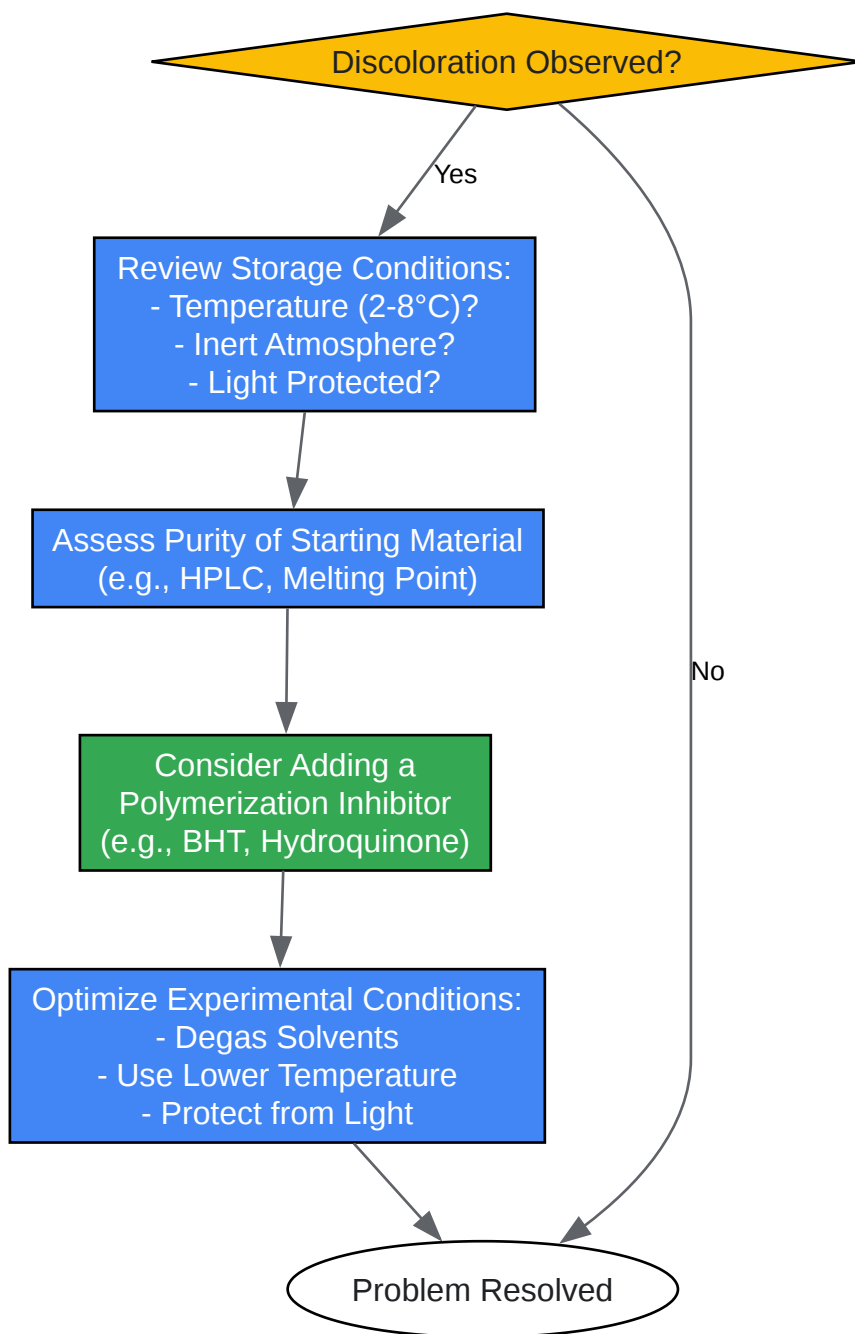 Discoloration Observed?
Yes
Review Storage Conditions:
- Temperature (2-8°C)?
- Inert Atmosphere?
- Light Protected?
Assess Purity of Starting Material
(e.g., HPLC, Melting Point)
No
Consider Adding a
Polymerization Inhibitor
(e.g., BHT, Hydroquinone)
Optimize Experimental Conditions:
- Degas Solvents
- Use Lower Temperature
- Protect from Light
Problem Resolved